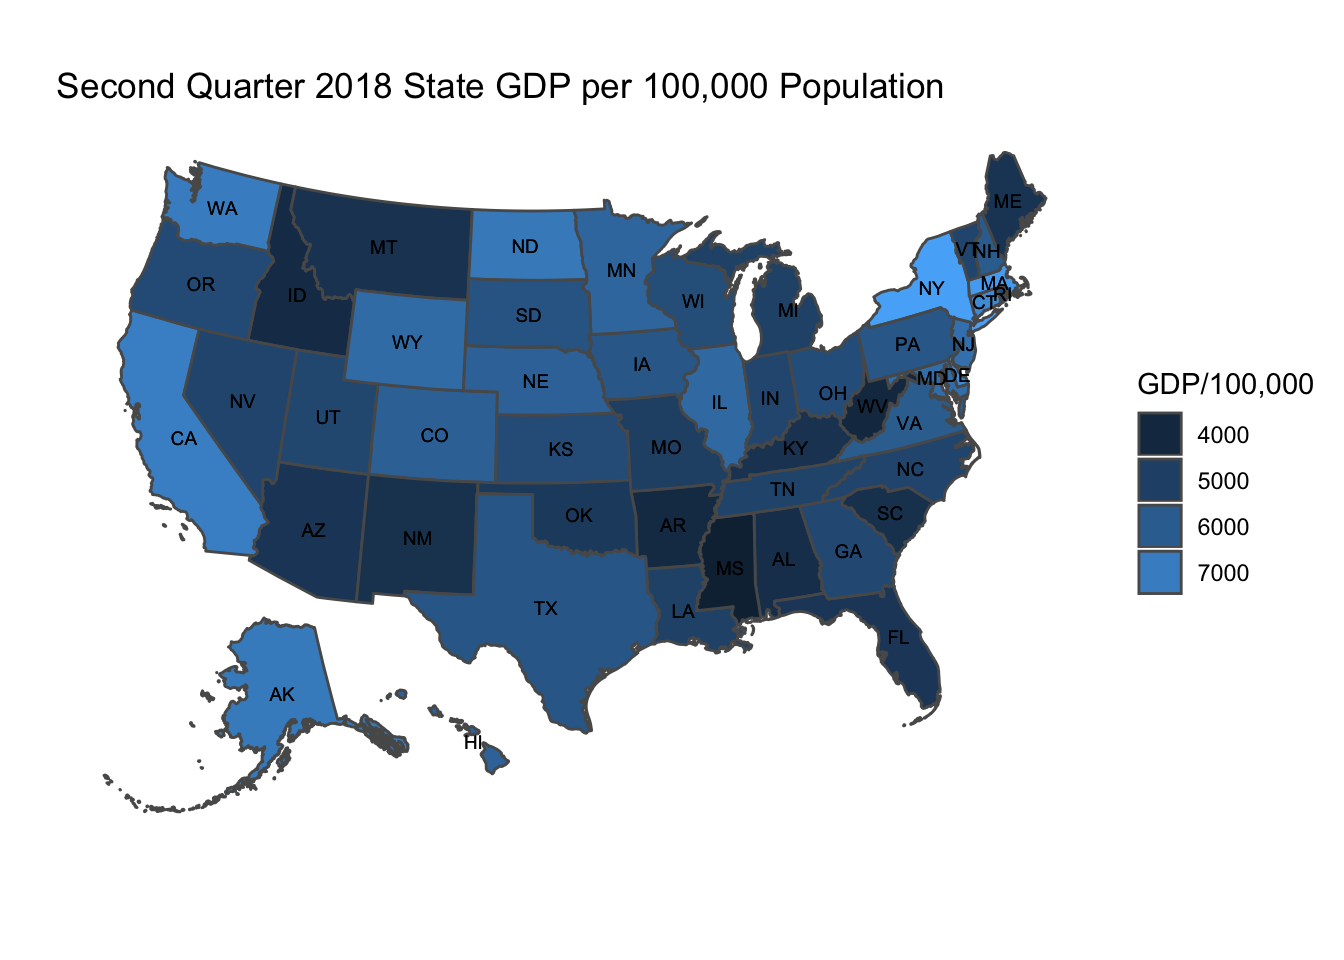 Second Quarter 2018 State GDP per 100,000 Population
ME
WA
MT
ND
VT
NH
MN
OR
ID
NY
MA
RI
CT
WI
MI
SD
WY
PA
NJ
IA
NE
MD
DE
NV
UT
CO
IL
IN
OH
WV
VA
CA
KS
MO
KY
NC
TN
AZ
NM
OK
AR
SC
MS
AL
GA
TX
LA
FL
AK
HI
GDP/100,000
4000
5000
6000
7000